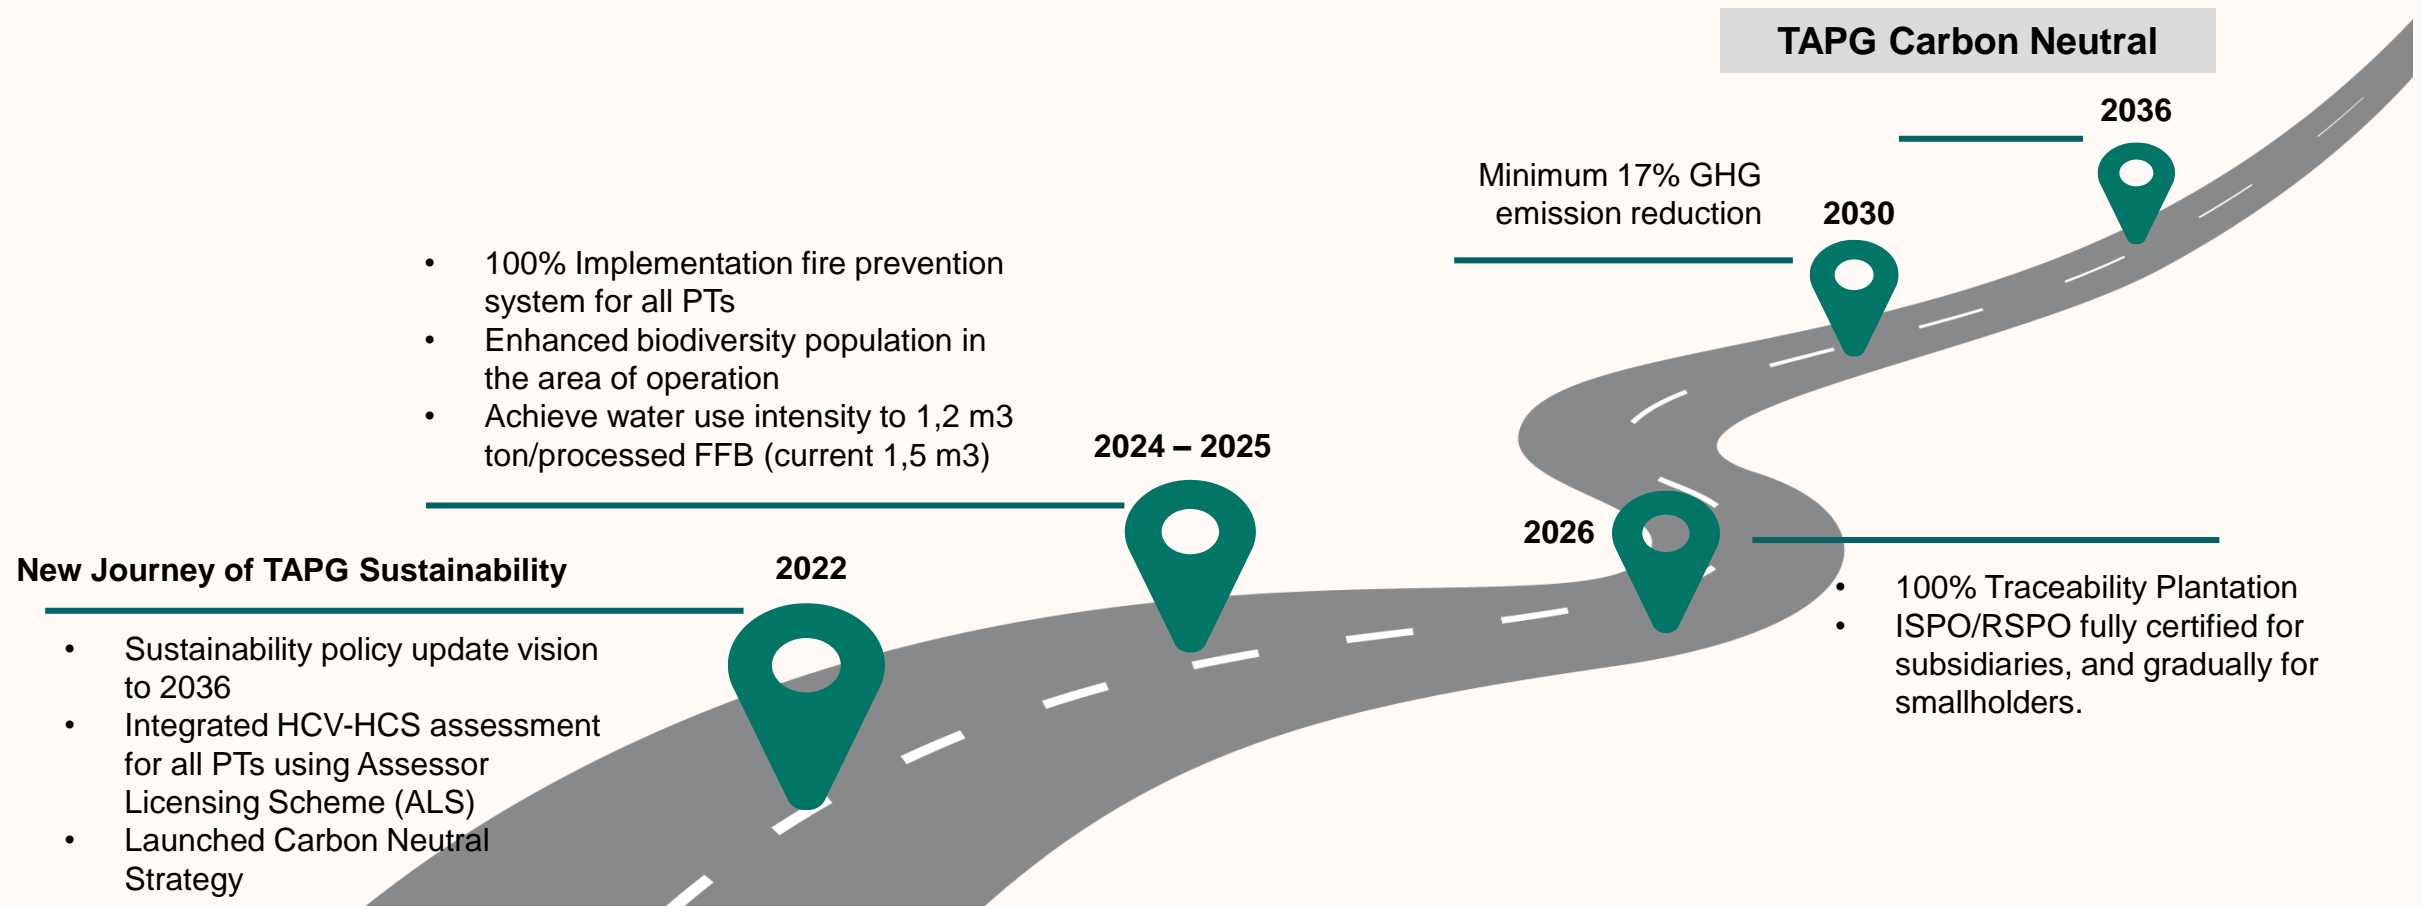 New Journey of TAPG Sustainability
2022
• Sustainability policy update vision
to 2036
• Integrated HCV-HCS assessment
for all PTs using Assessor
Licensing Scheme (ALS)
• Launched Carbon Neutral
Strategy
• 100% Implementation fire prevention
system for all PTs
• Enhanced biodiversity population in
the area of operation
• Achieve water use intensity to 1,2 m3
ton/processed FFB (current 1,5 m3)
2024 – 2025
2026
• 100% Traceability Plantation
• ISPO/RSPO fully certified for
subsidiaries, and gradually for
smallholders.
Minimum 17% GHG
emission reduction
2030
TAPG Carbon Neutral
2036